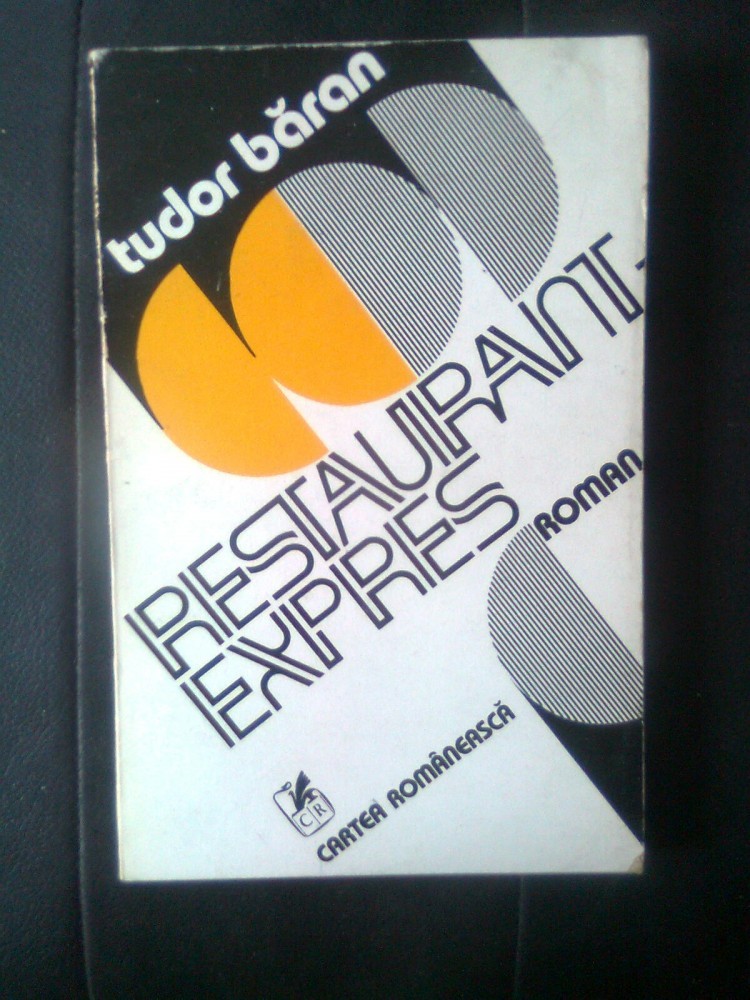 tudor băran
RESTAURANT-
EXPRES
ROMAN
CR
CARTEA ROMÂNEASCĂ